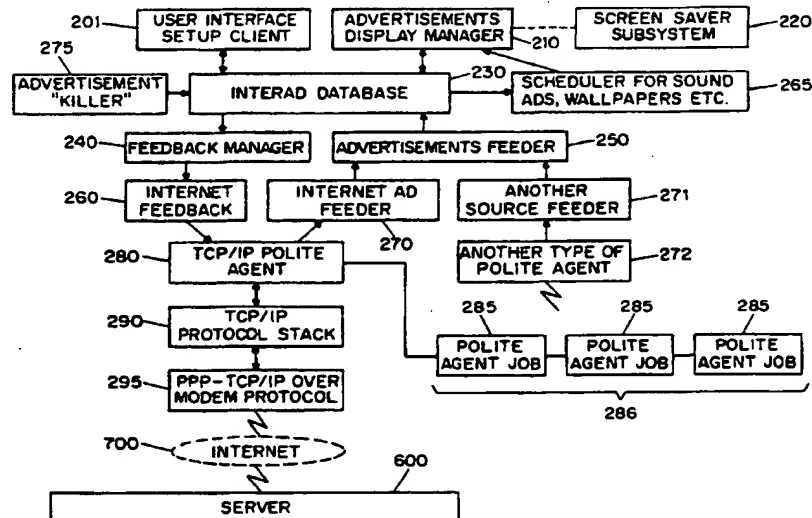 201
USER INTERFACE
SETUP CLIENT
ADVERTISEMENTS
DISPLAY MANAGER
210
SCREEN SAVER
SUBSYSTEM
220
275
230
ADVERTISEMENT
"KILLER"
INTERAD DATABASE
SCHEDULER FOR SOUND
ADS, WALLPAPERS ETC.
265
240
FEEDBACK MANAGER
ADVERTISEMENTS FEEDER
250
260
INTERNET
FEEDBACK
INTERNET AD
FEEDER
270
ANOTHER
SOURCE FEEDER
271
280
TCP/IP POLITE
AGENT
ANOTHER TYPE OF
POLITE AGENT
272
290
TCP/IP
PROTOCOL STACK
285
285
285
POLITE
AGENT JOB
POLITE
AGENT JOB
POLITE
AGENT JOB
286
295
PPP-TCP/IP OVER
MODEM PROTOCOL
700
INTERNET
600
SERVER